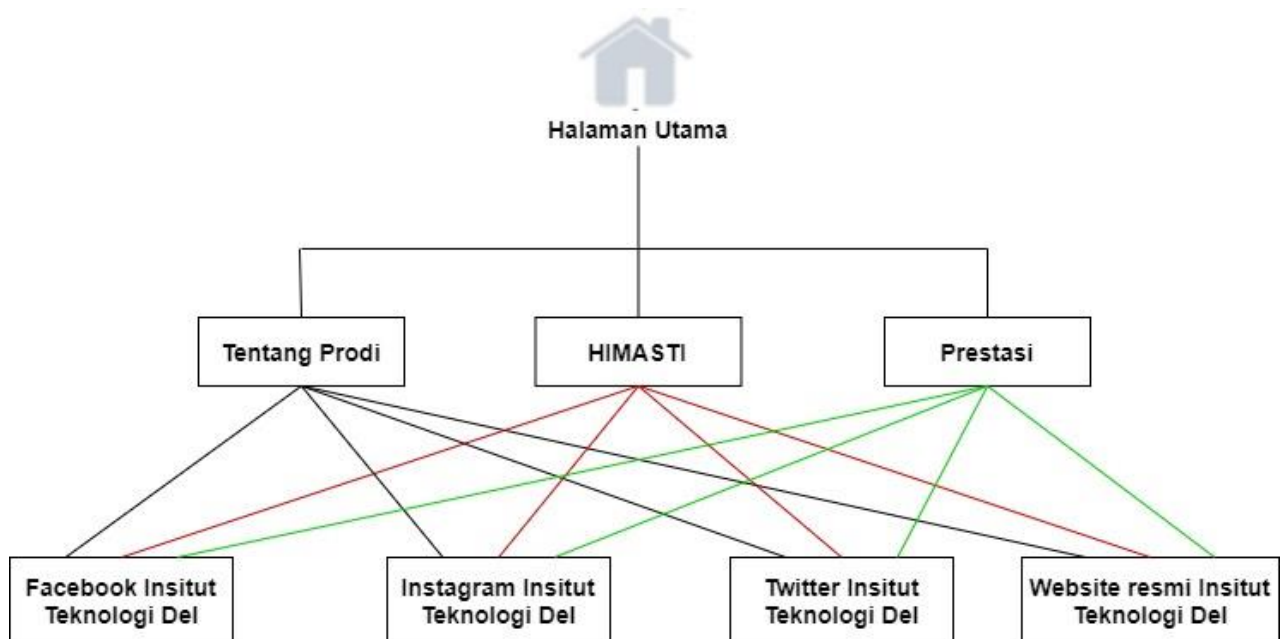 Halaman Utama
Tentang Prodi
HIMASTI
Prestasi
Facebook Insitut
Teknologi Del
Instagram Insitut
Teknologi Del
Twitter Insitut
Teknologi Del
Website resmi Insitut
Teknologi Del